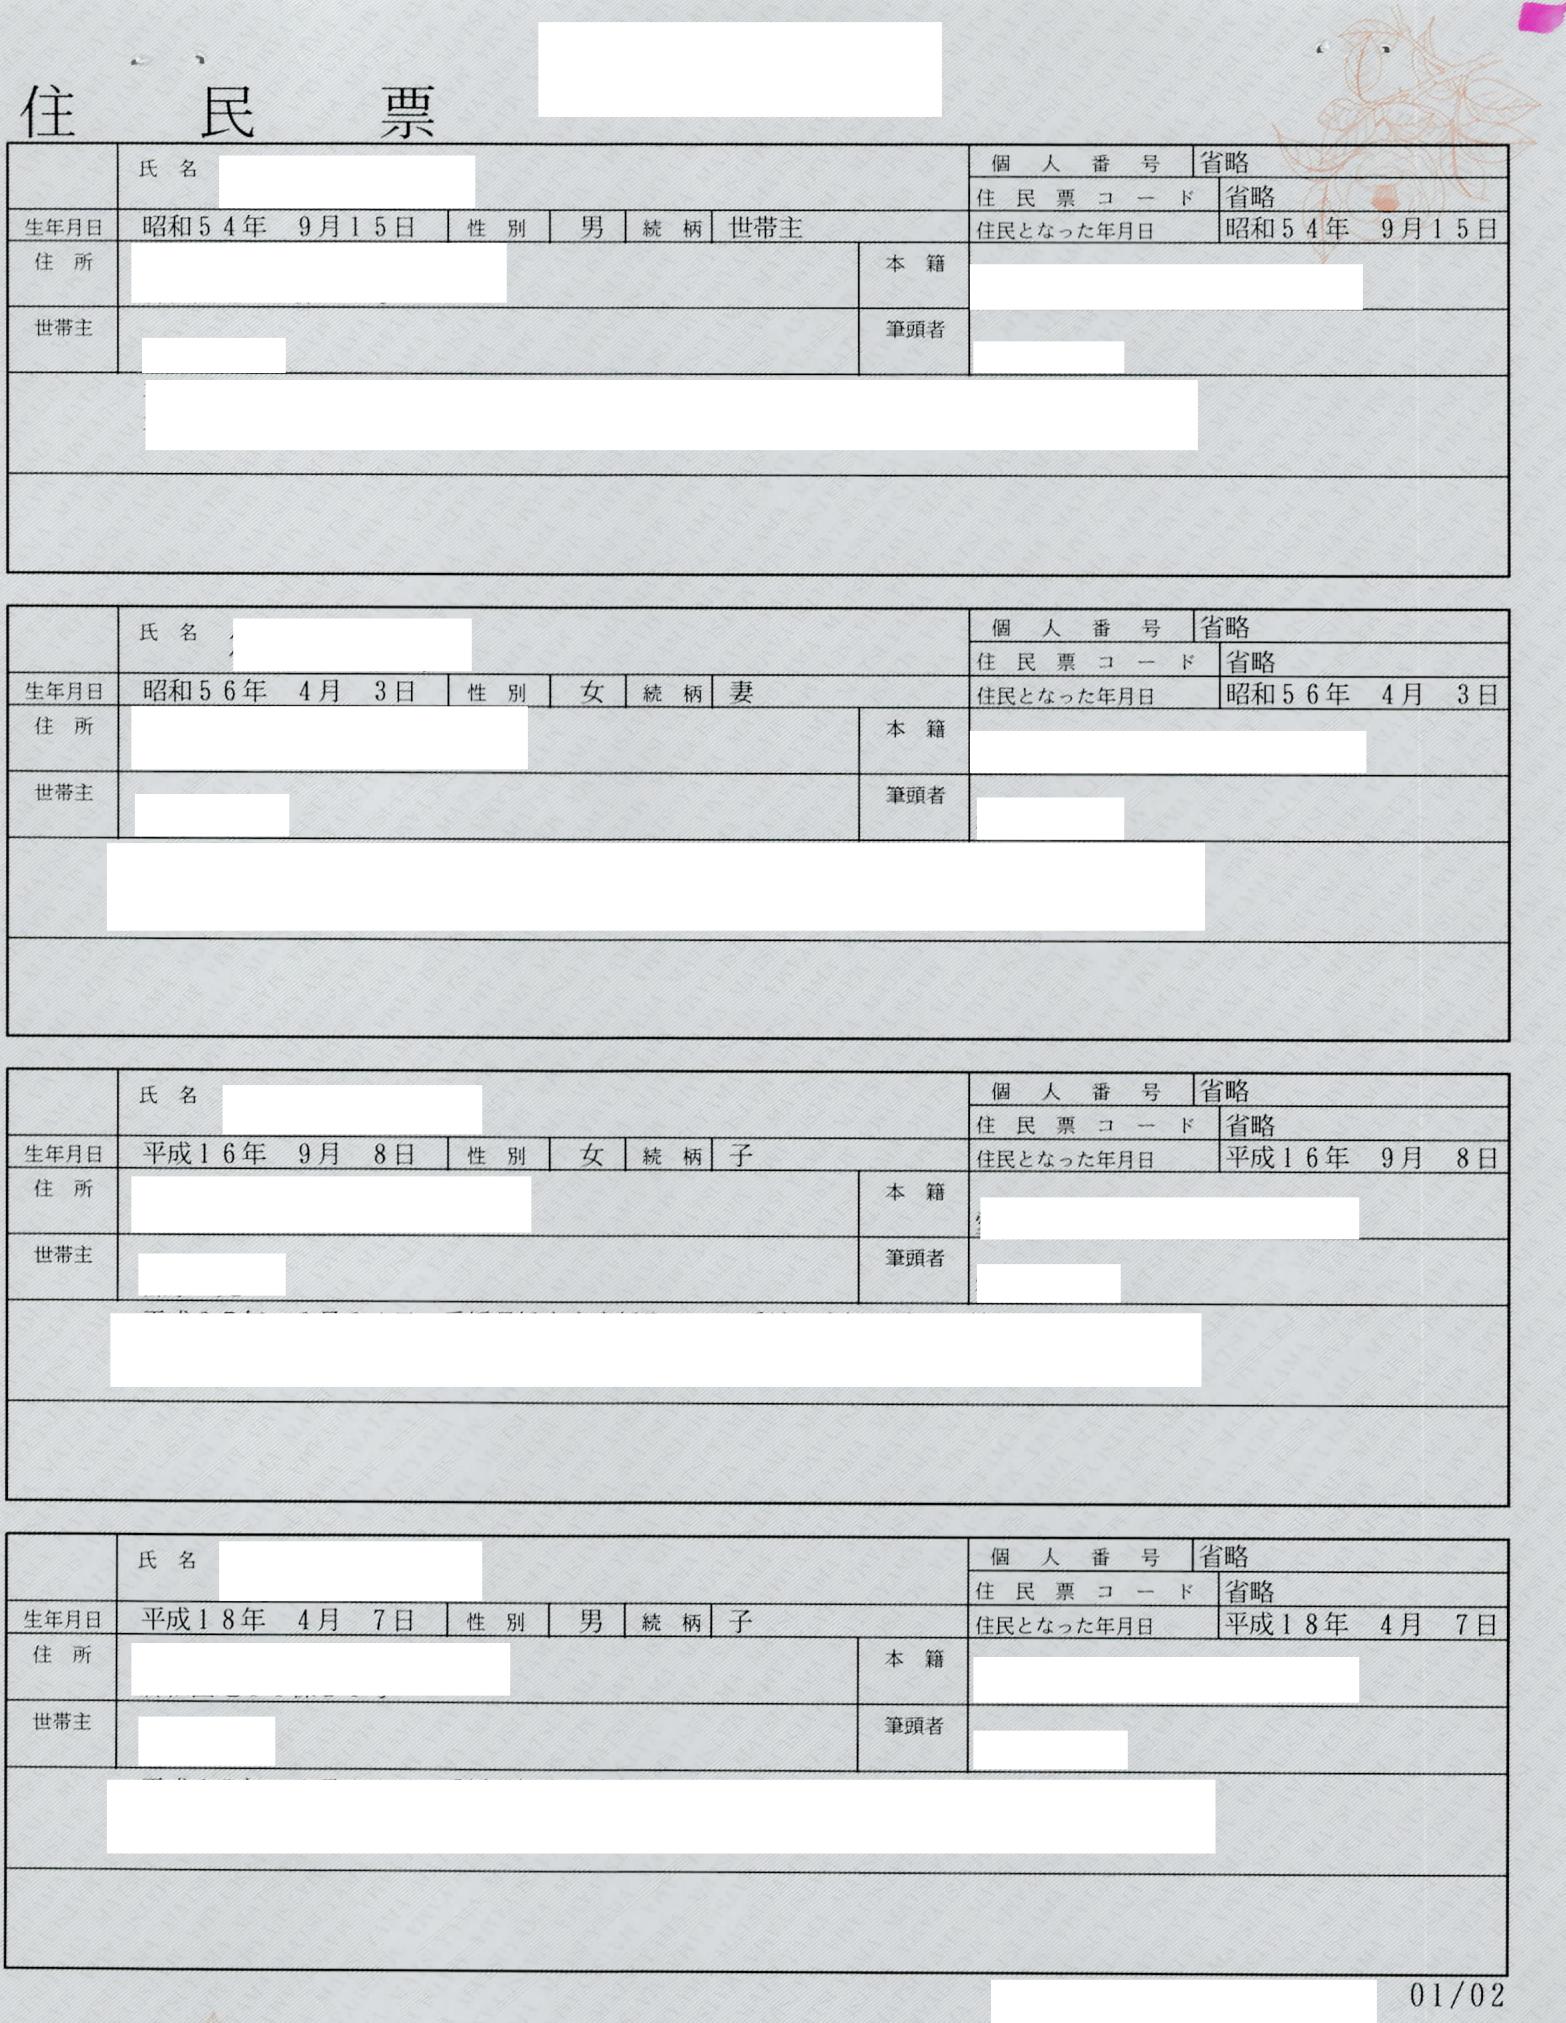 住民票
氏名
個人番号 省略
住民票コード 省略
生年月日 昭和54年 9月15日 性別 男 続柄 世帯主 住民となった年月日 昭和54年 9月15日
住所 本籍
世帯主 筆頭者
氏名
個人番号 省略
住民票コード 省略
生年月日 昭和56年 4月 3日 性別 女 続柄 妻 住民となった年月日 昭和56年 4月 3日
住所 本籍
世帯主 筆頭者
氏名
個人番号 省略
住民票コード 省略
生年月日 平成16年 9月 8日 性別 女 続柄 子 住民となった年月日 平成16年 9月 8日
住所 本籍
世帯主 筆頭者
氏名
個人番号 省略
住民票コード 省略
生年月日 平成18年 4月 7日 性別 男 続柄 子 住民となった年月日 平成18年 4月 7日
住所 本籍
世帯主 筆頭者
01/02